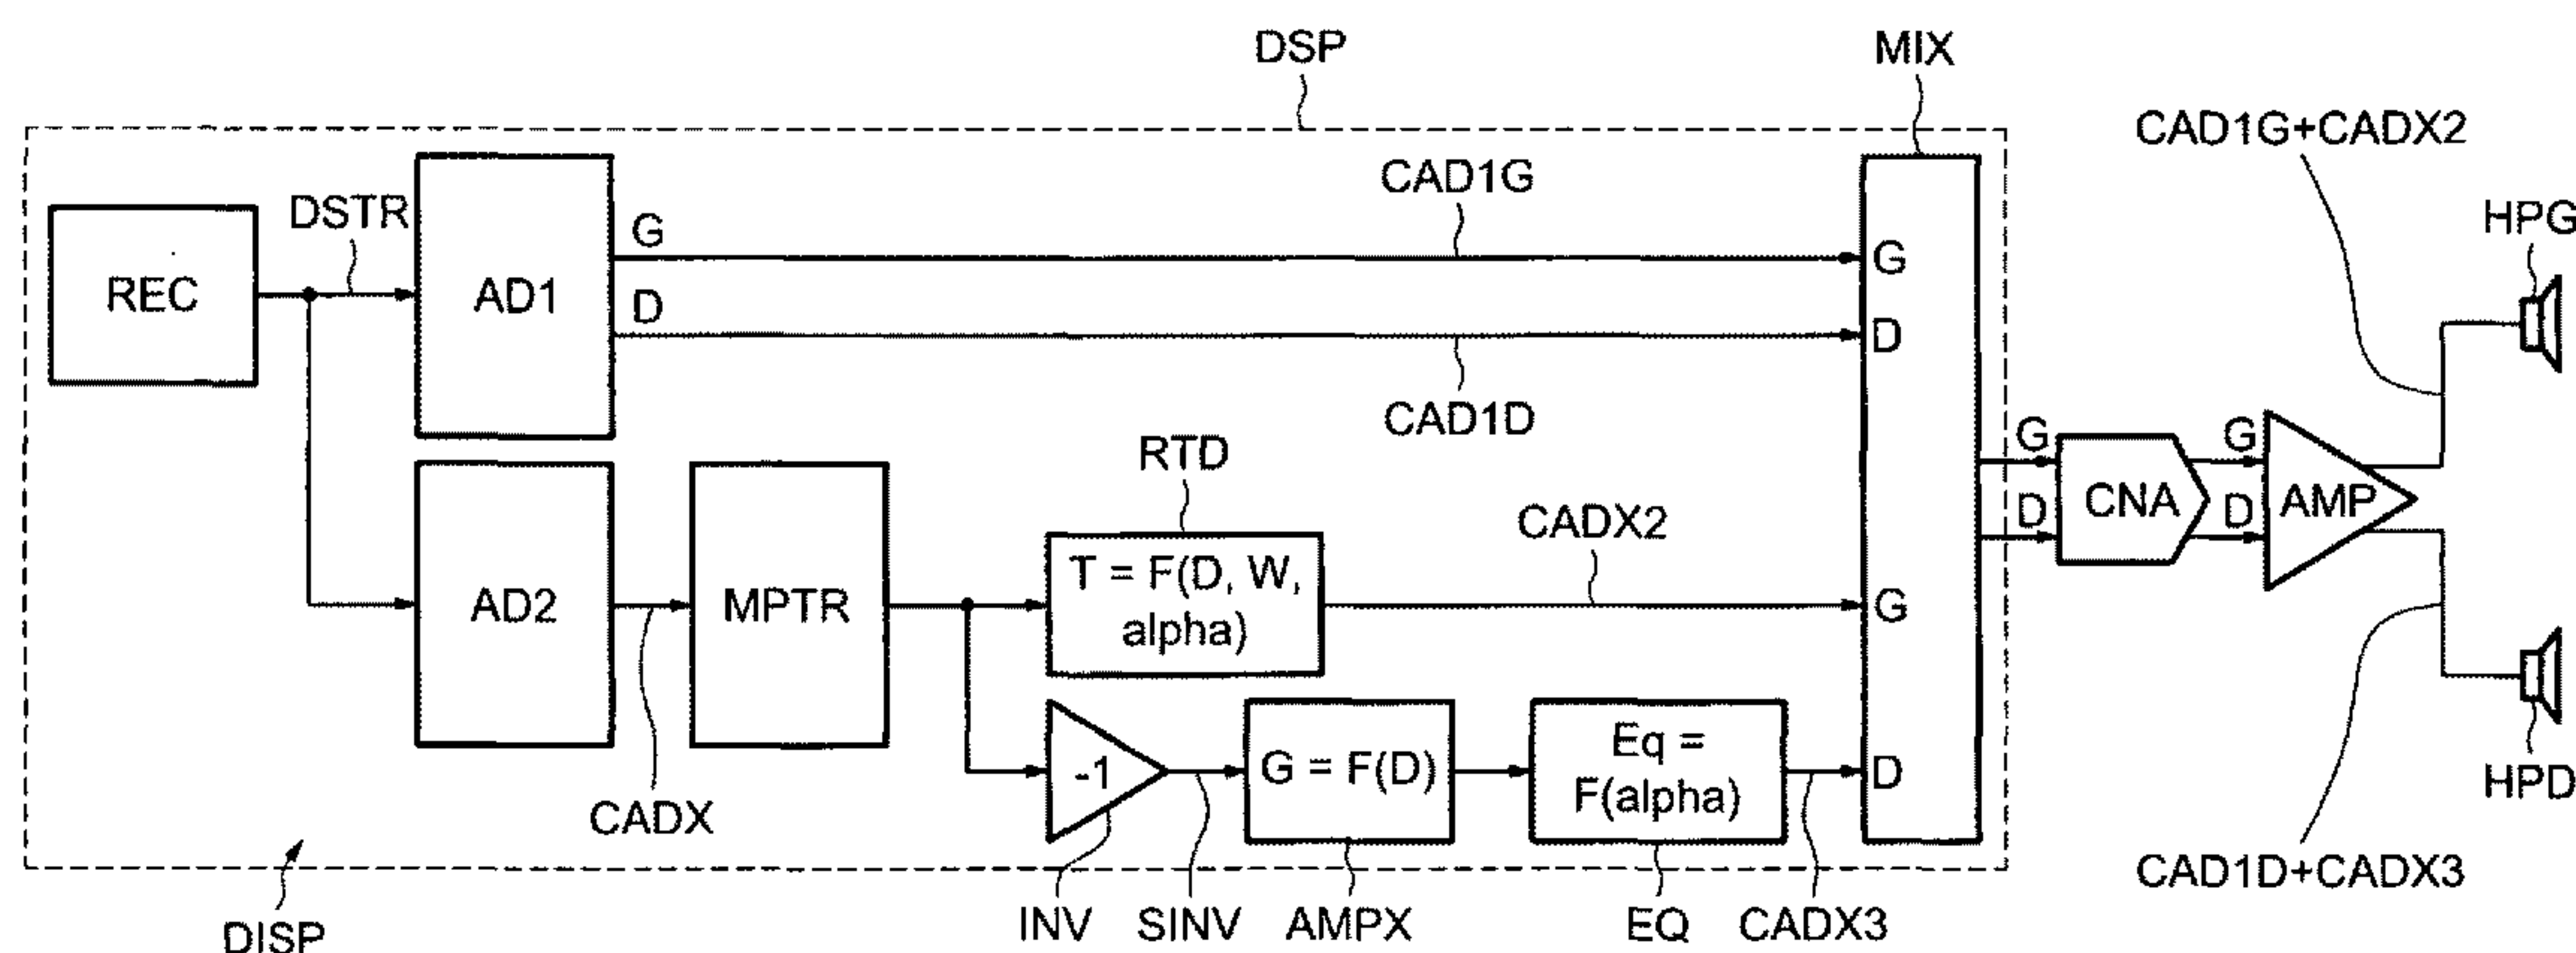 DSP
MIX
CAD1G+CADX2
CAD1G
HPG
DSTR
G
REC
AD1
G
D
D
CAD1D
RTD
G
G
CNA
AMP
D
D
CADX2
T = F(D, W,
alpha)
AD2
MPTR
G
-1
G = F(D)
Eq =
F(alpha)
D
HPD
CADX
CAD1D+CADX3
DISP
INV
SINV
AMPX
EQ
CADX3